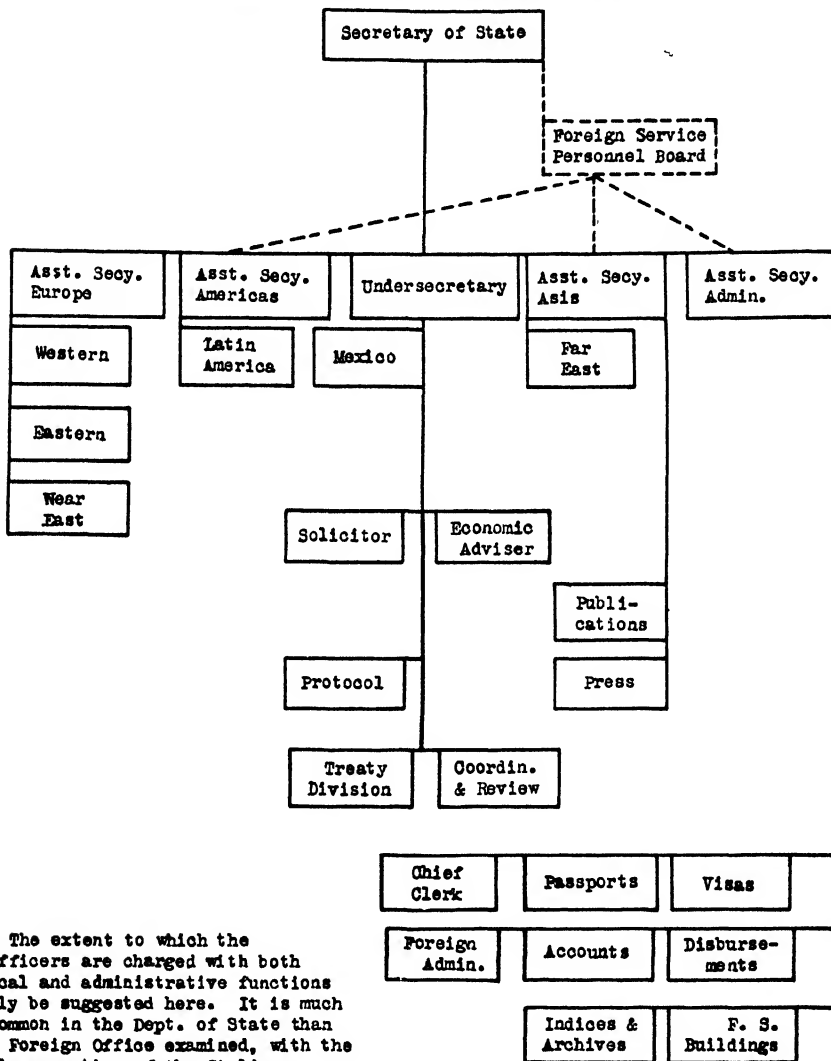 Secretary of State
Foreign Service
Personnel Board
Asst. Secy.
Europe
Asst. Secy.
Americas
Undersecretary
Asst. Secy.
Asis
Asst. Secy.
Admin.
Western
Latin
America
Mexico
Far
East
Eastern
Near
East
Solicitor
Economic
Adviser
Publi-
cations
Protocol
Press
Treaty
Division
Coordin.
& Review
Chief
Clerk
Passports
Visas
Foreign
Admin.
Accounts
Disburse-
ments
Indices &
Archives
F. S.
Buildings
The extent to which the
fficers are charged with both
cal and administrative functions
ly be suggested here. It is much
ommon in the Dept. of State than
Foreign Office examined, with the